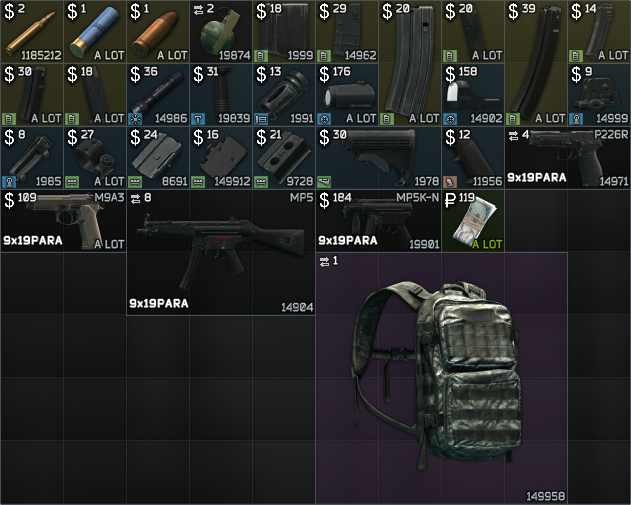 $ 2 1185212
$ 1 A LOT
$ 1 A LOT
2 19874
$ 18 1999
$ 29 14962
$ 20 A LOT
$ 20 A LOT
$ 39 A LOT
$ 14 A LOT
$ 30 A LOT
$ 18 A LOT
$ 36 14986
$ 31 19839
$ 13 1991
$ 176 A LOT
$ 158 14902
$ 9 14999
$ 8 1985
$ 27 A LOT
$ 24 8691
$ 16 149912
$ 21 9728
$ 30 1978
$ 12 11956
4 P226R
9x19PARA
14971
$ 109 M9A3
9x19PARA
A LOT
8 MP5
9x19PARA
14904
$ 184 MP5K-N
9x19PARA
19901
₽ 119 A LOT
1
149958